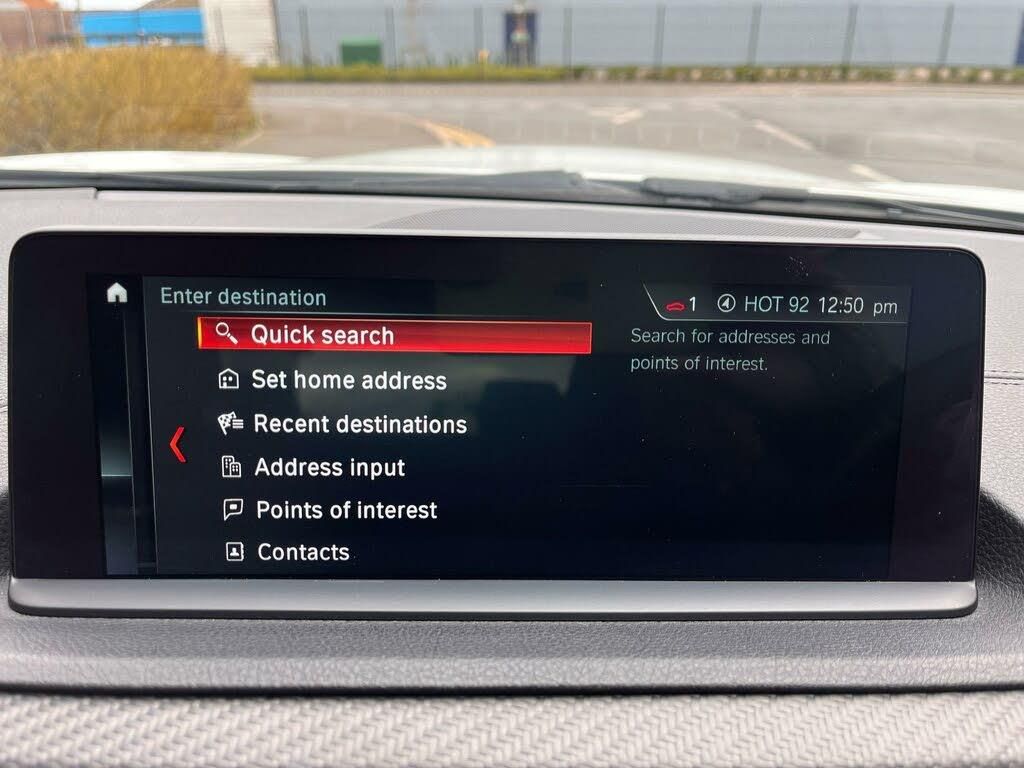 Enter destination
1 HOT 92 12:50 pm
Quick search
Set home address
Recent destinations
Address input
Points of interest
Contacts
Search for addresses and
points of interest.